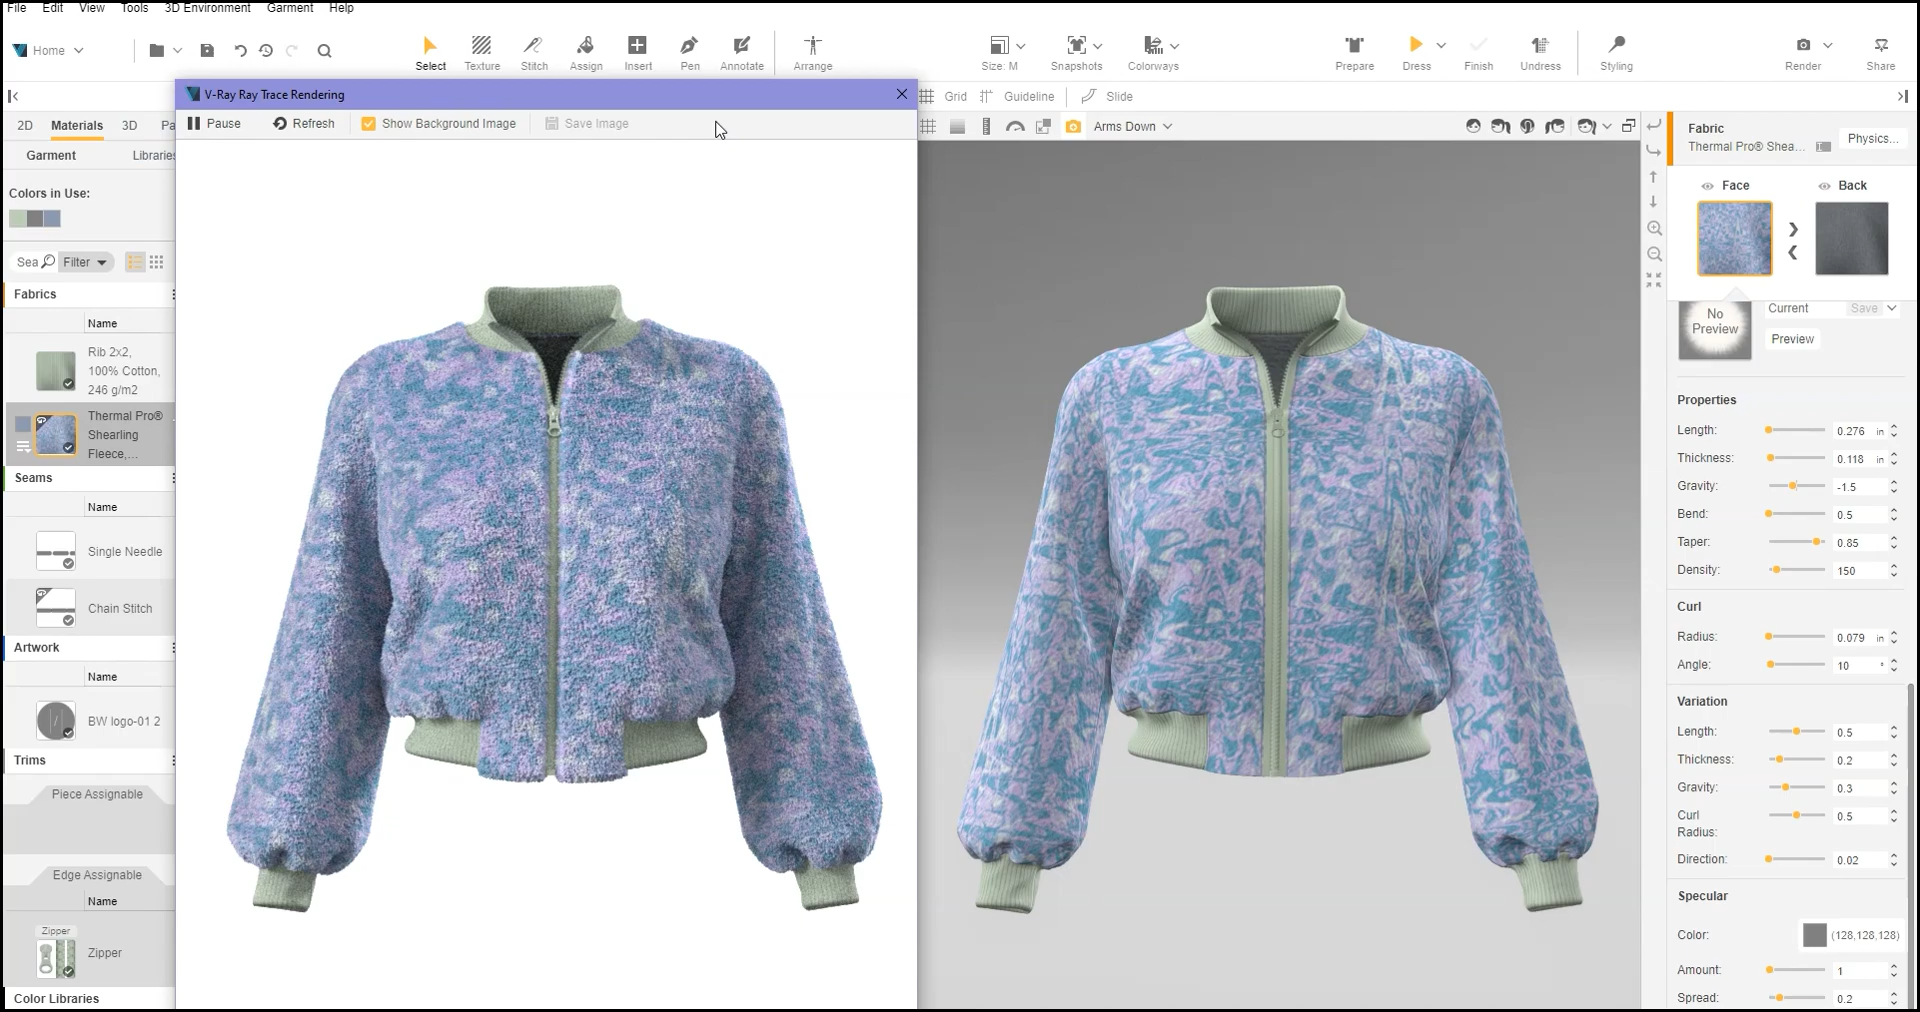 File Edit View Tools 3D Environment Garment Help
Home
Select Texture Stitch Assign Insert Pen Annotate Arrange Size: M Snapshots Colorways Prepare Dress Finish Undress Styling Render Share
V-Ray Ray Trace Rendering
Pause Refresh Show Background Image Save Image
Grid Guideline Slide
Arms Down
2D Materials 3D Pa
Garment Libraries
Colors in Use:
Sea Filter
Fabrics
Name
Rib 2x2,
100% Cotton,
246 g/m2
Thermal Pro®
Shearling
Fleece,...
Seams
Name
Single Needle
Chain Stitch
Artwork
Name
BW logo-01 2
Trims
Piece Assignable
Edge Assignable
Name
Zipper
Zipper
Color Libraries
Fabric
Thermal Pro® Shea...
Physics...
Face Back
No
Preview
Current Save
Preview
Properties
Length: 0.276 in
Thickness: 0.118 in
Gravity: -1.5
Bend: 0.5
Taper: 0.85
Density: 150
Curl
Radius: 0.079 in
Angle: 10 °
Variation
Length: 0.5
Thickness: 0.2
Gravity: 0.3
Curl
Radius: 0.5
Direction: 0.02
Specular
Color: (128,128,128)
Amount: 1
Spread: 0.2